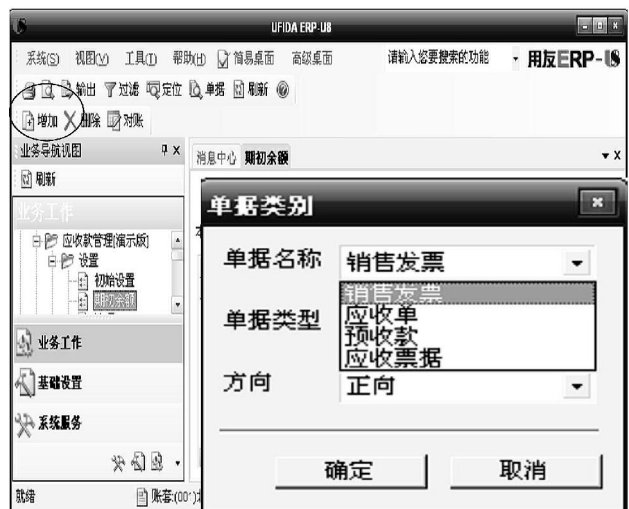 UFIDA ERP-U8
系统(S) 视图(V) 工具(T) 帮助(H) 简易桌面 高级桌面 请输入您要搜索的功能 用友ERP-U8
输出 过滤 定位 单据 刷新
增加 删除 对账
业务导航视图 消息中心 期初余额
刷新
业务工作
应收款管理[演示版]
设置
初始设置
期初余额
业务工作
基础设置
系统服务
就绪 账套:(00
单据类别
单据名称 销售发票
销售发票
应收单
预收款
应收票据
单据类型
方向 正向
确定 取消